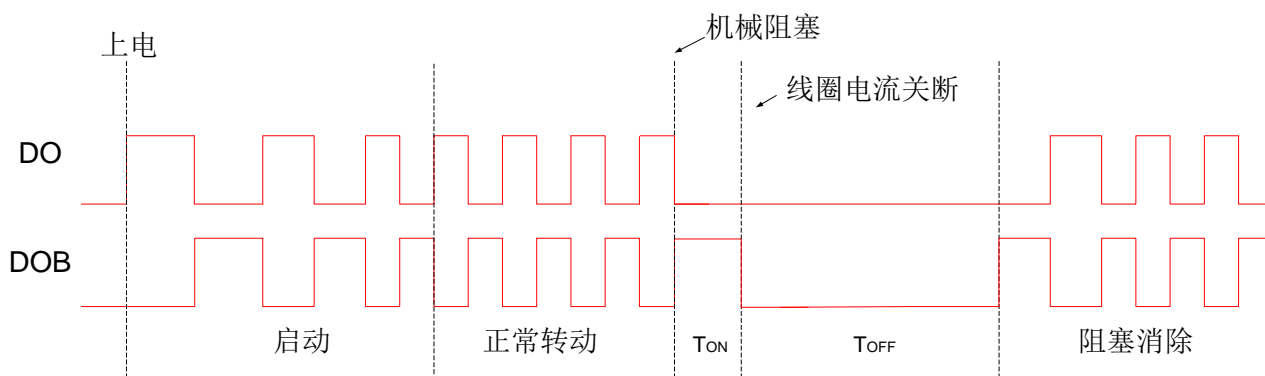 机械阻塞
上电
线圈电流关断
DO
DOB
启动
正常转动
TON
TOFF
阻塞消除